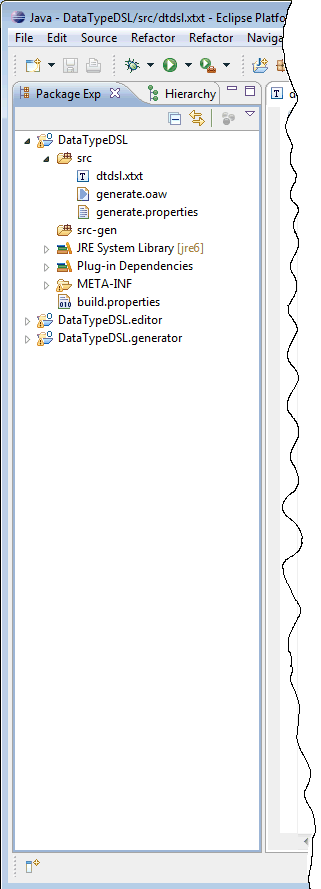 Java - DataTypeDSL/src/dtdsl.xtxt - Eclipse Platfo
File Edit Source Refactor Refactor Naviga
Package Exp Hierarchy
DataTypeDSL
src
dtdsl.xtxt
generate.oaw
generate.properties
src-gen
JRE System Library [jre6]
Plug-in Dependencies
META-INF
build.properties
DataTypeDSL.editor
DataTypeDSL.generator